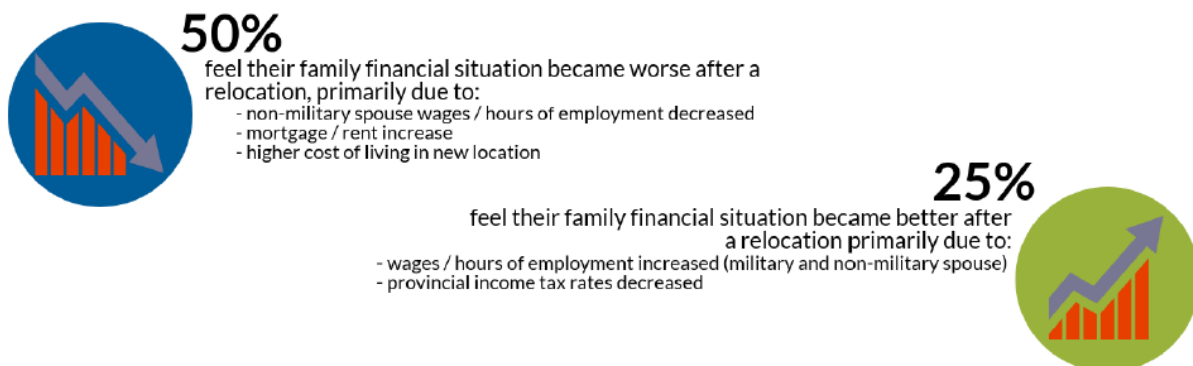 50%
feel their family financial situation became worse after a
relocation, primarily due to:
- non-military spouse wages / hours of employment decreased
- mortgage / rent increase
- higher cost of living in new location
25%
feel their family financial situation became better after
a relocation primarily due to:
- wages / hours of employment increased (military and non-military spouse)
- provincial income tax rates decreased